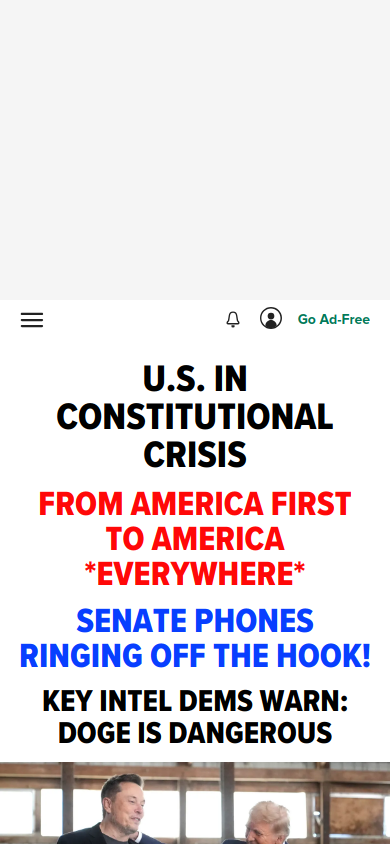 Go Ad-Free
U.S. IN
CONSTITUTIONAL
CRISIS
FROM AMERICA FIRST
TO AMERICA
*EVERYWHERE*
SENATE PHONES
RINGING OFF THE HOOK!
KEY INTEL DEMS WARN:
DOGE IS DANGEROUS